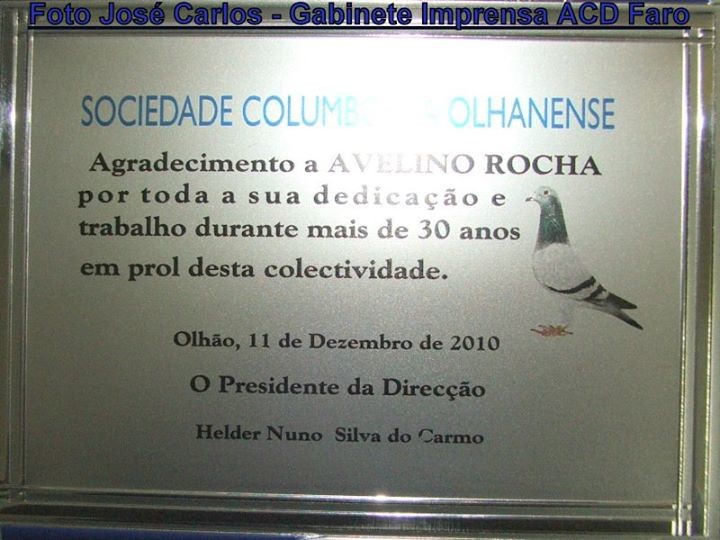 Foto José Carlos - Gabinete Imprensa ACD Faro
SOCIEDADE OLHANENSE
Agradecimento a AVELINO ROCHA
por toda a sua dedicação e
trabalho durante mais de 30 anos
em prol desta colectividade.
Olhão, 11 de Dezembro de 2010
O Presidente da Direcção
Helder Nuno Silva do Carmo